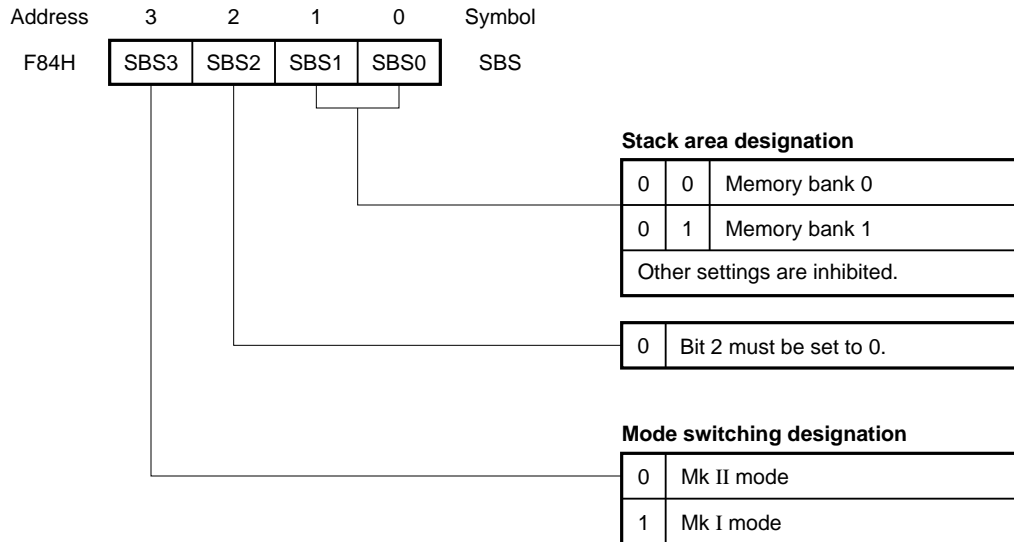 Address 3 2 1 0 Symbol
F84H SBS3 SBS2 SBS1 SBS0 SBS
Stack area designation
0 0 Memory bank 0
0 1 Memory bank 1
Other settings are inhibited.
0 Bit 2 must be set to 0.
Mode switching designation
0 Mk II mode
1 Mk I mode